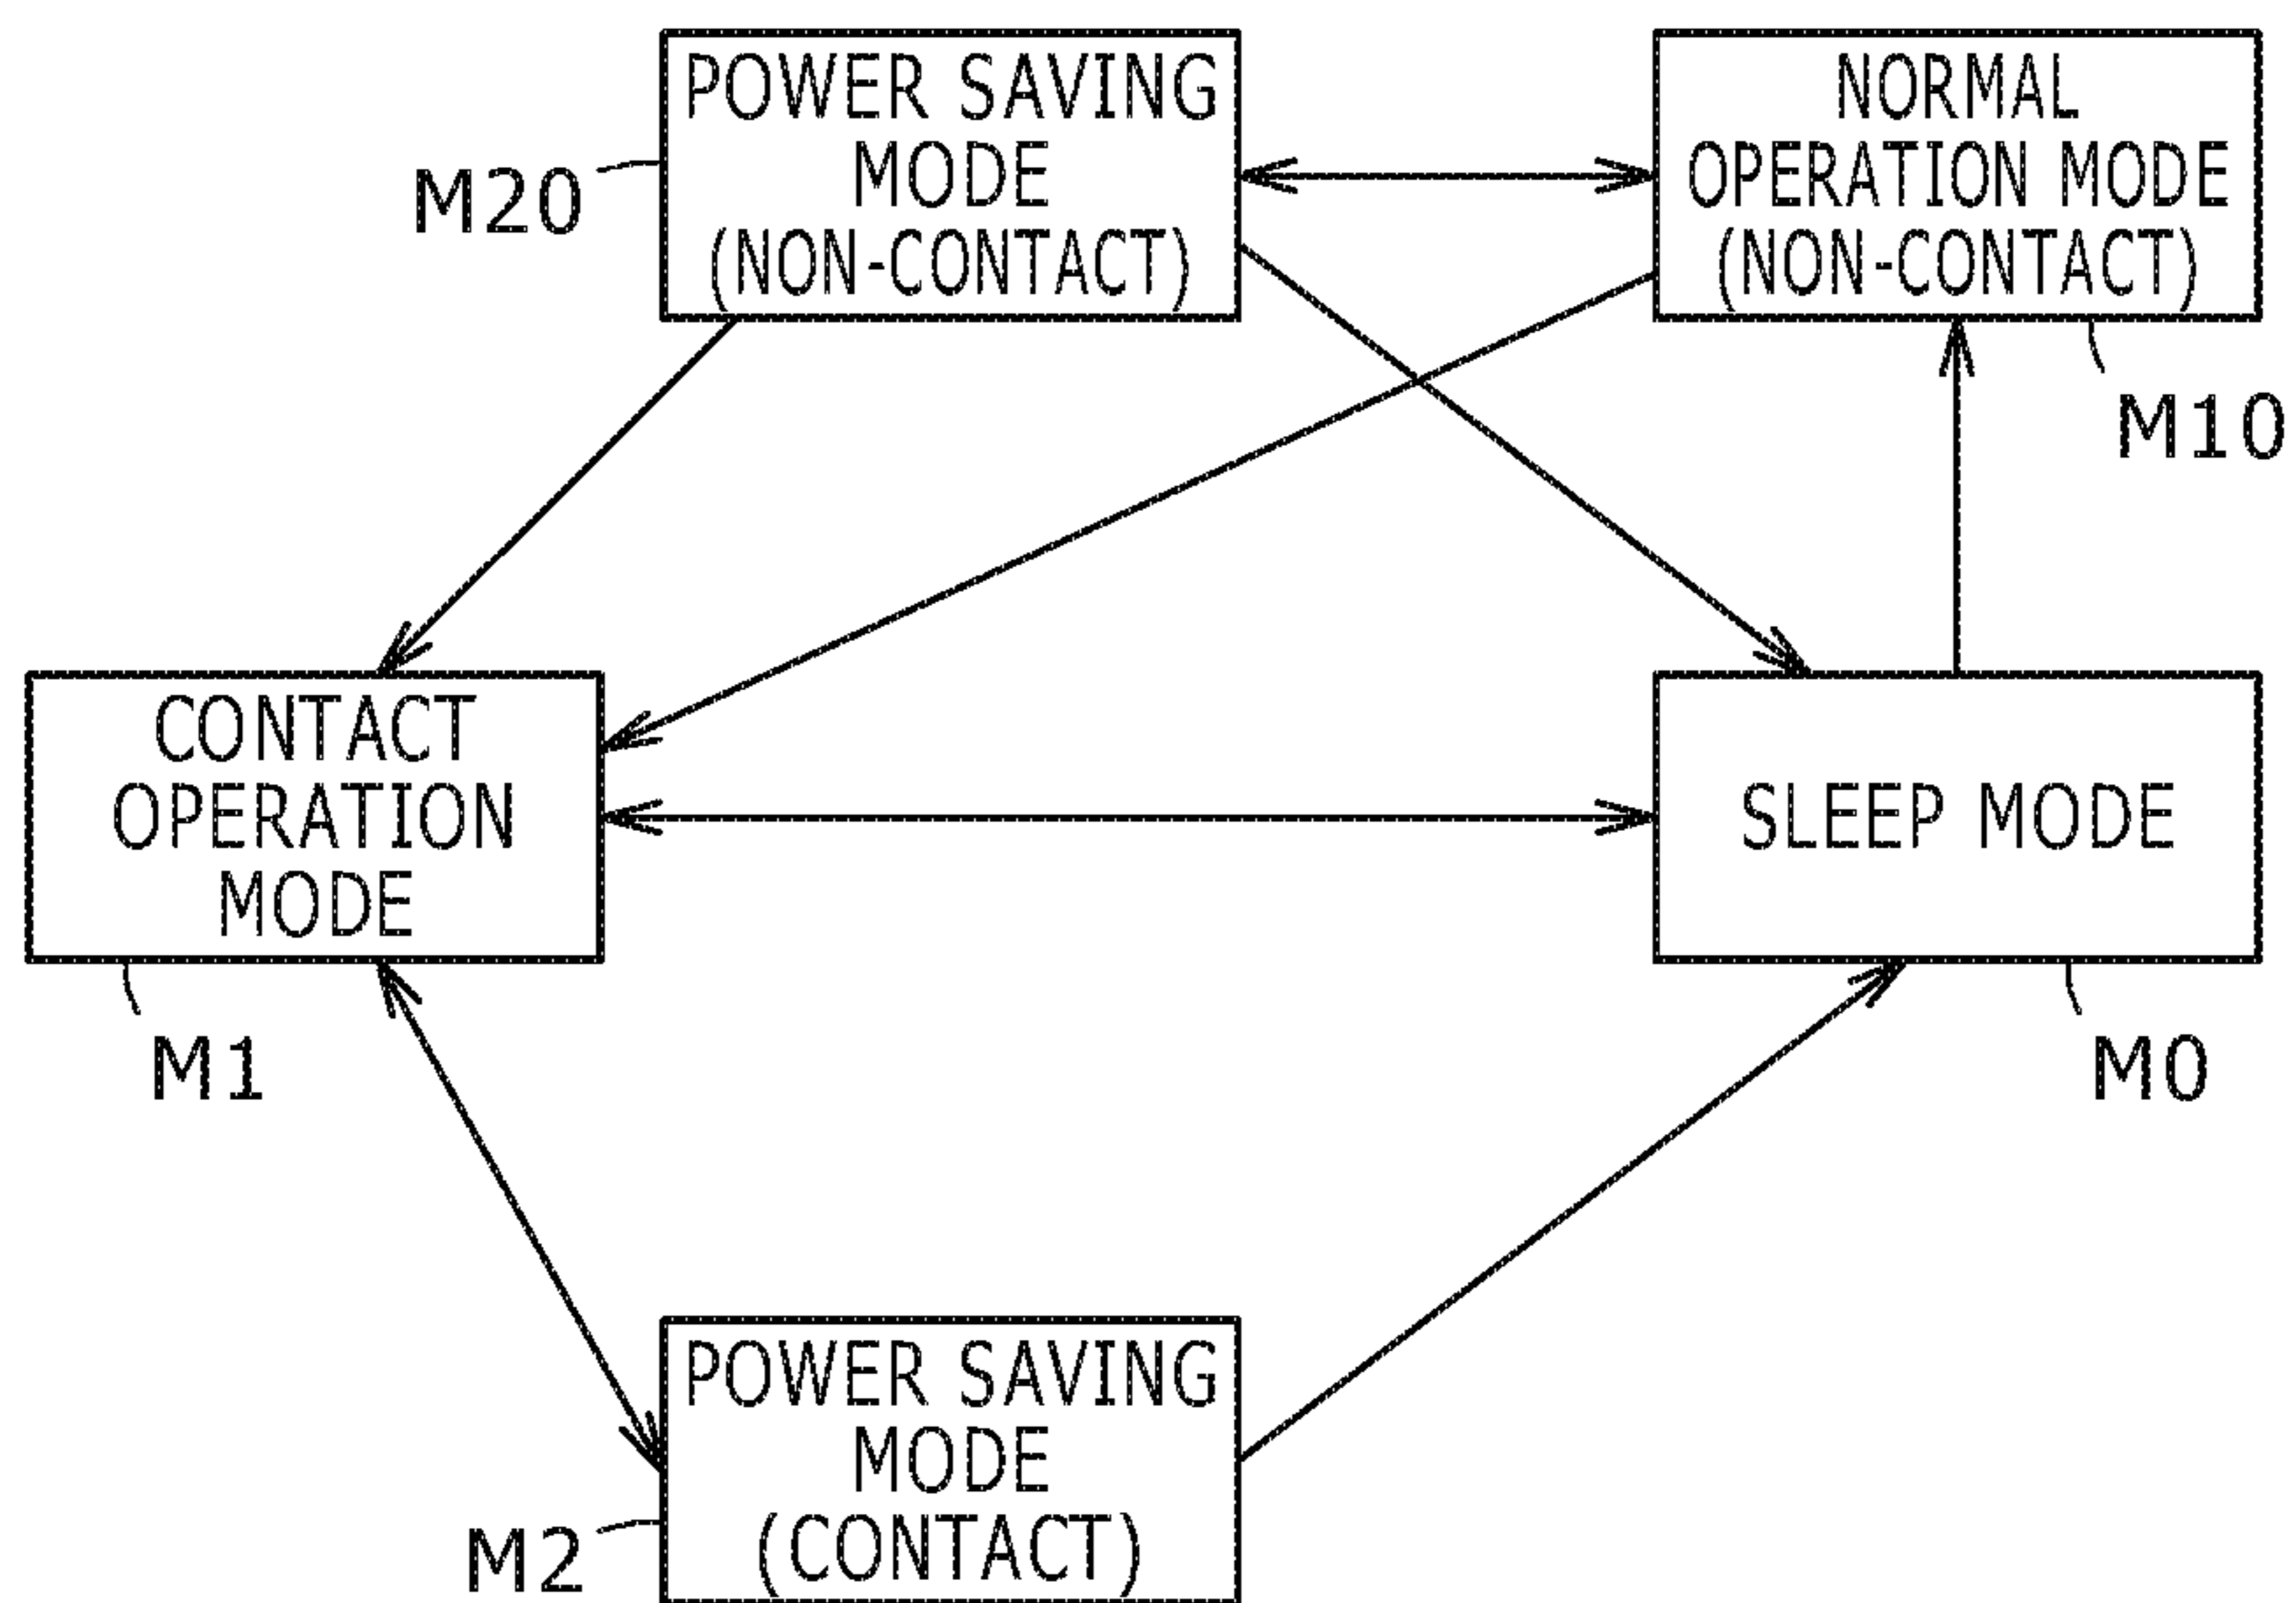 POWER SAVING
MODE
(NON-CONTACT)
M20
NORMAL
OPERATION MODE
(NON-CONTACT)
M10
CONTACT
OPERATION
MODE
M1
SLEEP MODE
M0
POWER SAVING
MODE
(CONTACT)
M2